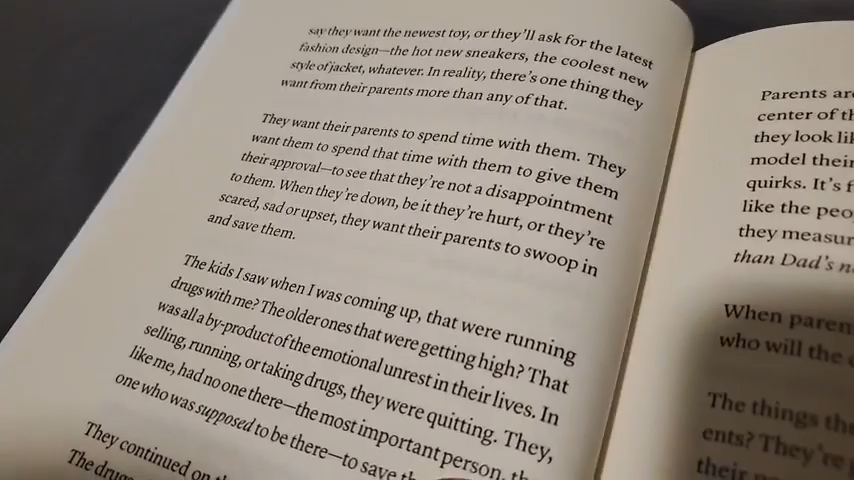 say they want the newest toy, or they'll ask for the latest
fashion design—the hot new sneakers, the coolest new
style of jacket, whatever. In reality, there's one thing they
want from their parents more than any of that.
They want their parents to spend time with them. They
want them to spend that time with them to give them
their approval—to see that they're not a disappointment
to them. When they're down, be it they're hurt, or they're
scared, sad or upset, they want their parents to swoop in
and save them.
The kids I saw when I was coming up, that were running
drugs with me? The older ones that were getting high? That
was all a by-product of the emotional unrest in their lives. In
selling, running, or taking drugs, they were quitting. They,
like me, had no one there—the most important person, the
one who was supposed to be there—to save
They continued on
The drugs
Parents are
center of
they look
model their
quirks. It's
like the
they
than Dad's
When
who will the
The things
They're
their